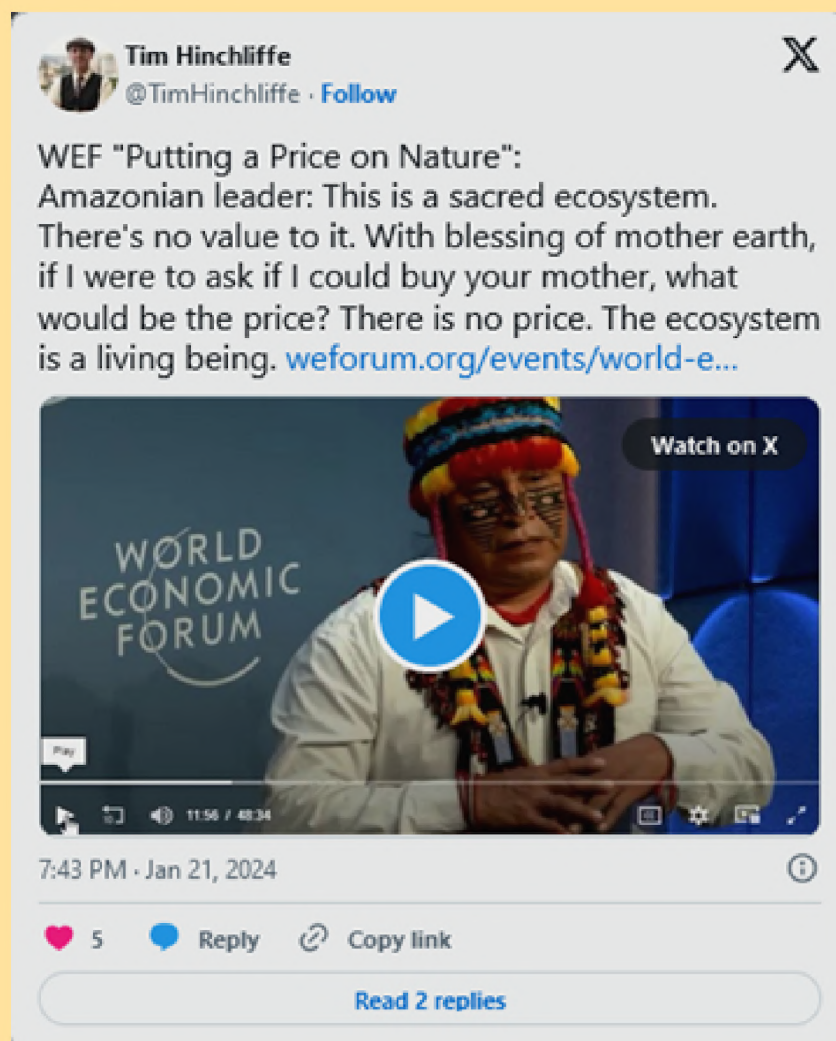 Tim Hinchliffe
@TimHinchliffe · Follow
WEF "Putting a Price on Nature":
Amazonian leader: This is a sacred ecosystem.
There's no value to it. With blessing of mother earth,
if I were to ask if I could buy your mother, what
would be the price? There is no price. The ecosystem
is a living being. weforum.org/events/world-e...
Watch on X
WORLD
ECONOMIC
FORUM
Play
11:56 / 48:34
7:43 PM · Jan 21, 2024
5 Reply Copy link
Read 2 replies